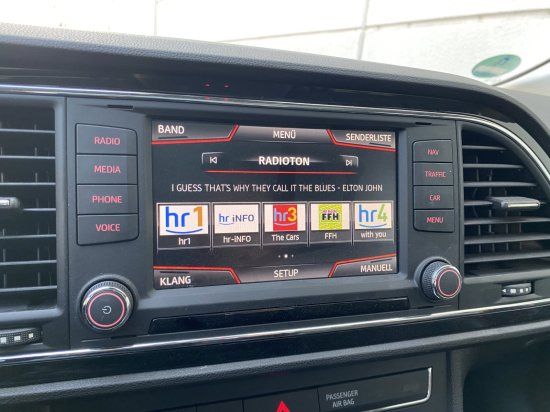 RADIO
MEDIA
PHONE
VOICE
BAND
MENÜ
SENDERLISTE
RADIOTON
I GUESS THAT'S WHY THEY CALL IT THE BLUES - ELTON JOHN
hr1
hr iNFO
hr3
FFH
hr4
hr1
hr-iNFO
The Cars
FFH
with you
KLANG
SETUP
MANUELL
NAV
TRAFFIC
CAR
MENU
PASSENGER
AIR BAG